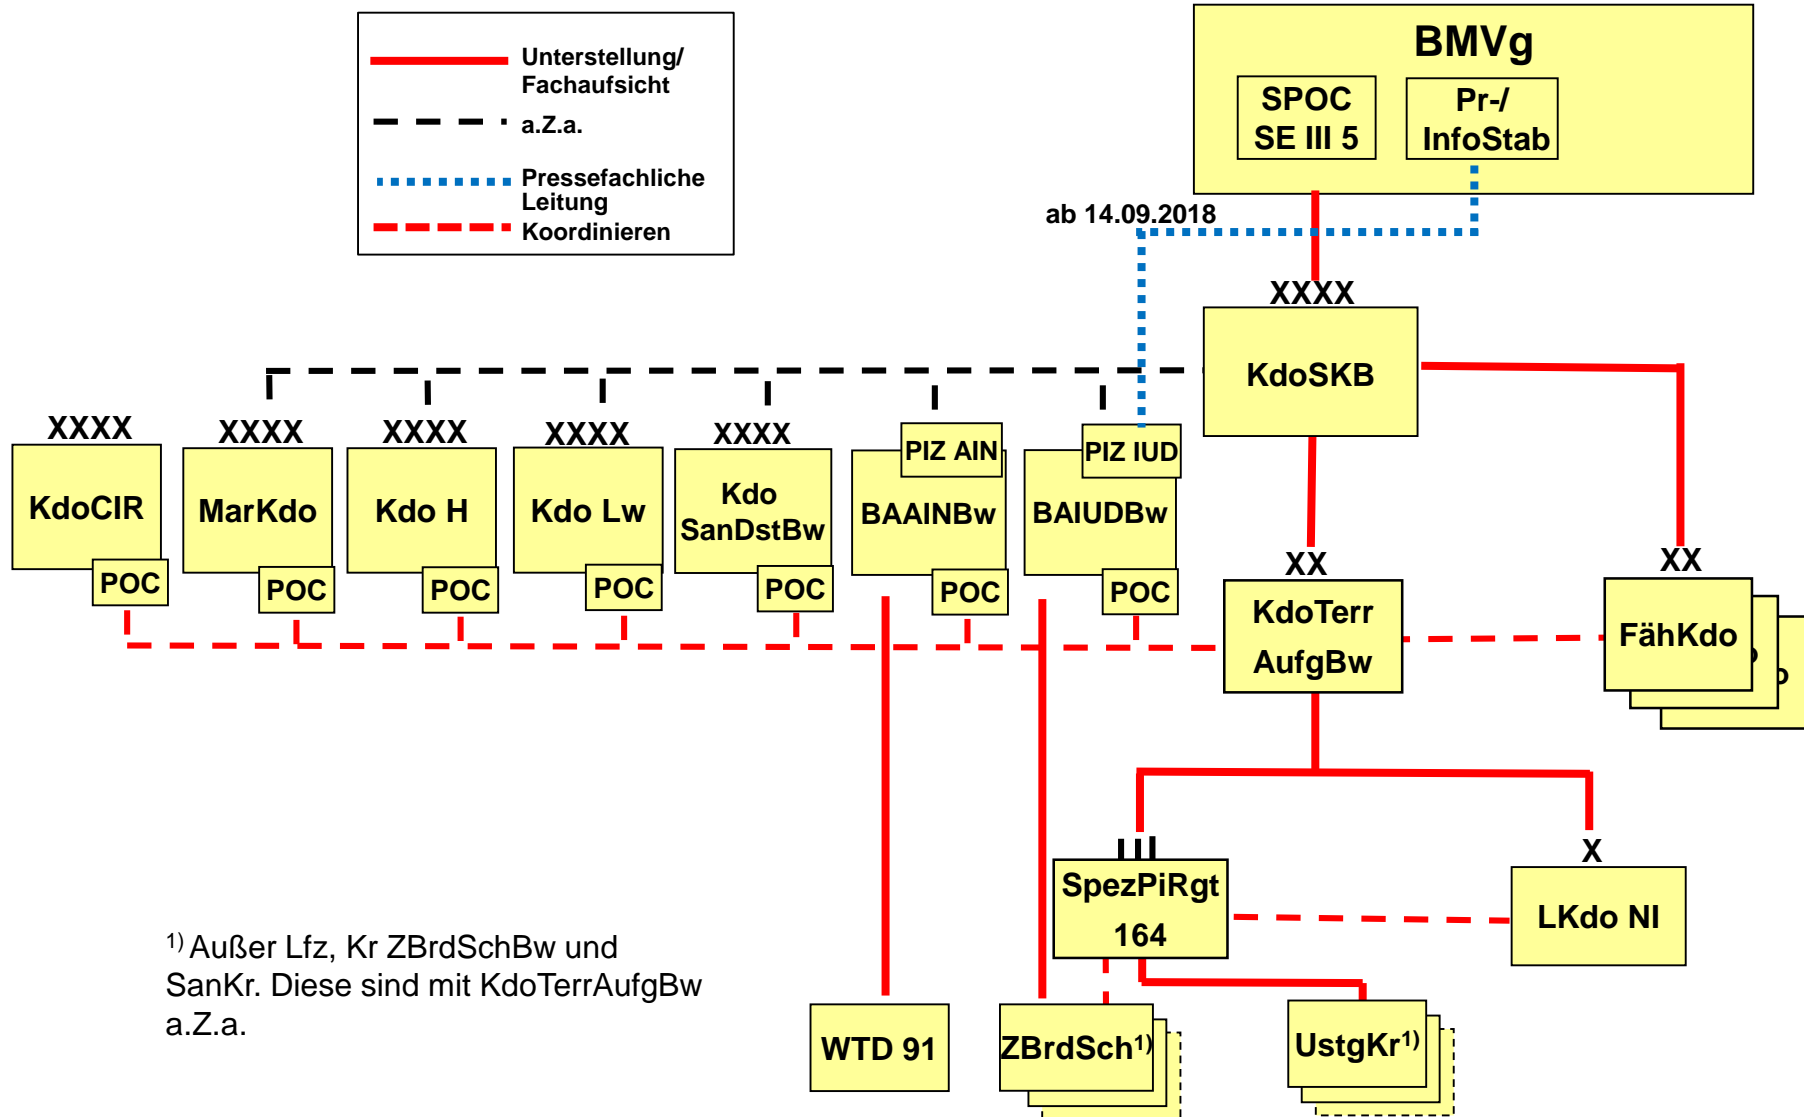 Unterstellung/
Fachaufsicht
a.Z.a.
Pressefachliche
Leitung
Koordinieren
BMVg
SPOC
SE III 5
Pr-/
InfoStab
ab 14.09.2018
XXXX
KdoSKB
XXXX
KdoCIR
POC
XXXX
MarKdo
POC
XXXX
Kdo H
POC
XXXX
Kdo Lw
POC
XXXX
Kdo
SanDstBw
POC
PIZ AIN
BAAINBw
POC
PIZ IUD
BAIUDBw
POC
XX
KdoTerr
AufgBw
XX
FähKdo
o
o
III
SpezPiRgt
164
X
LKdo NI
WTD 91
ZBrdSch1)
UstgKr1)
1) Außer Lfz, Kr ZBrdSchBw und
SanKr. Diese sind mit KdoTerrAufgBw
a.Z.a.